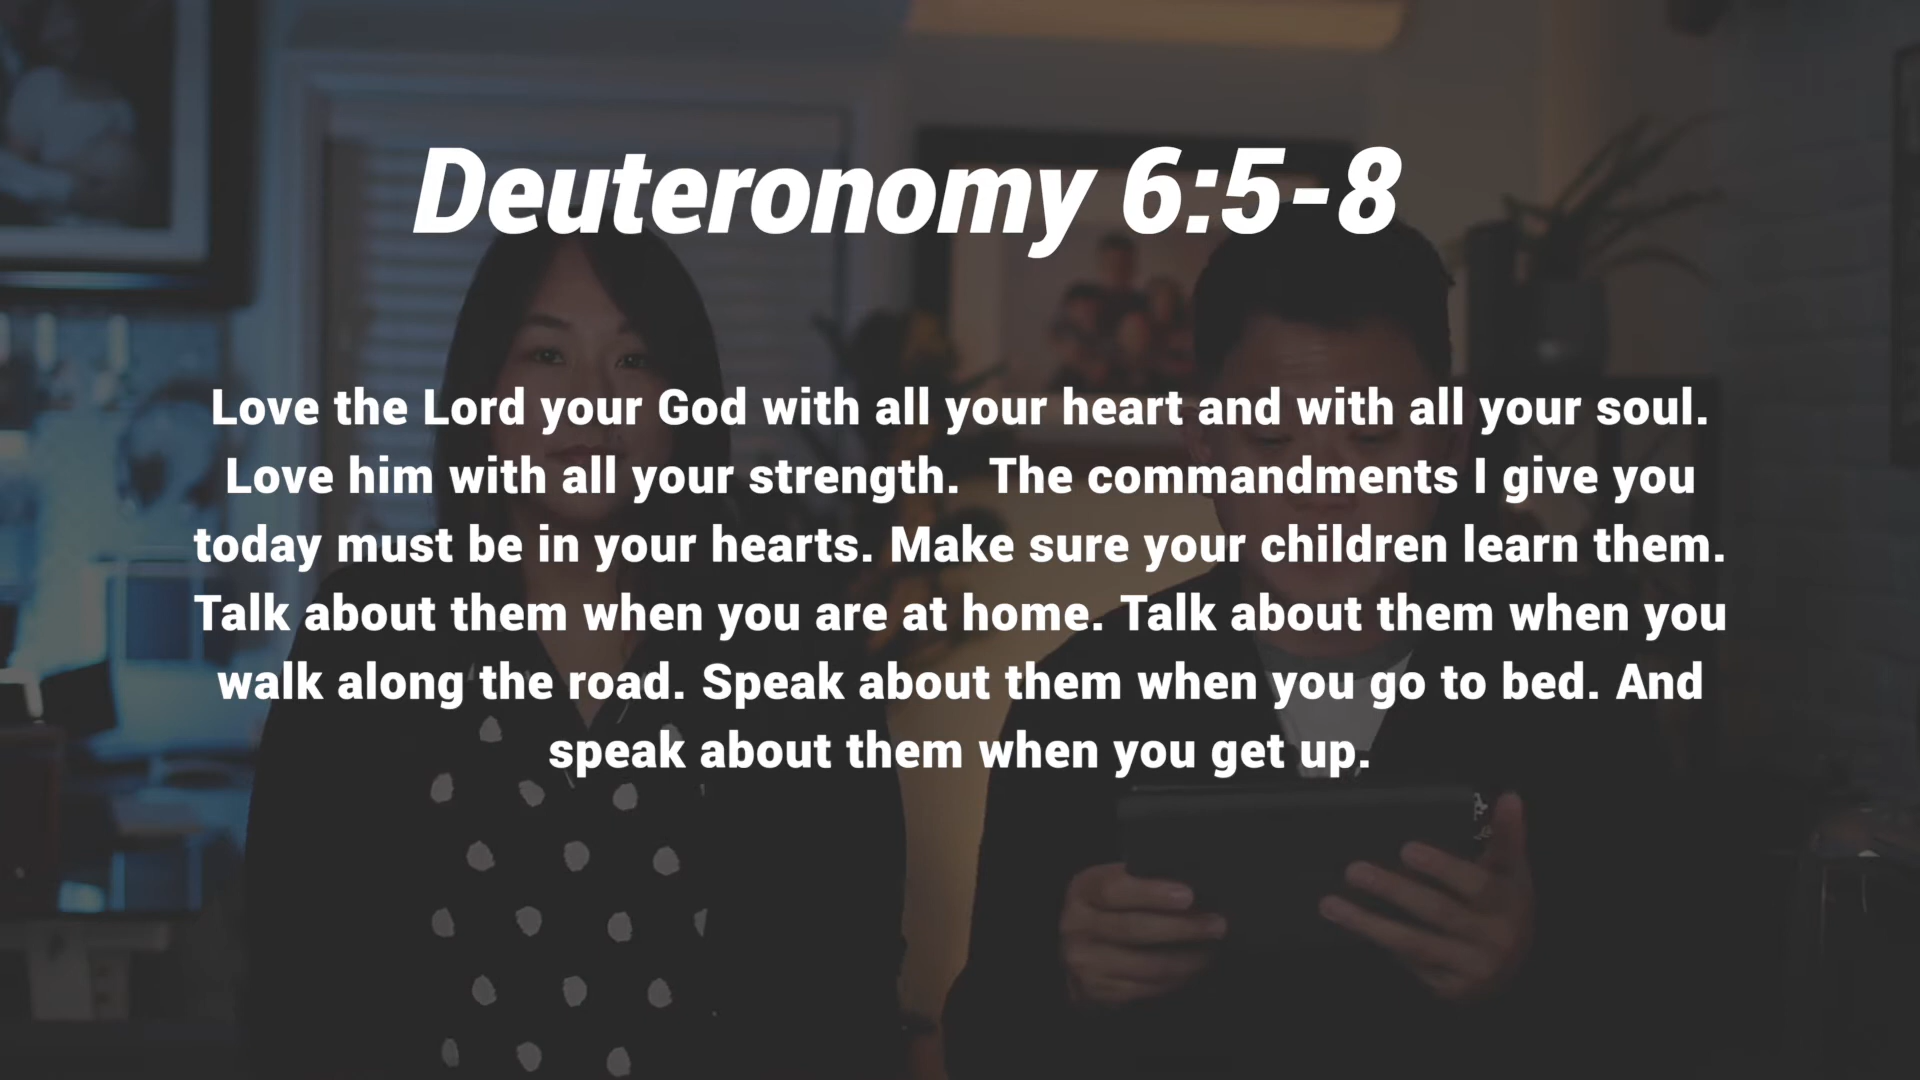 Deuteronomy 6:5-8
Love the Lord your God with all your heart and with all your soul.
Love him with all your strength.  The commandments I give you
today must be in your hearts. Make sure your children learn them.
Talk about them when you are at home. Talk about them when you
walk along the road. Speak about them when you go to bed. And
speak about them when you get up.